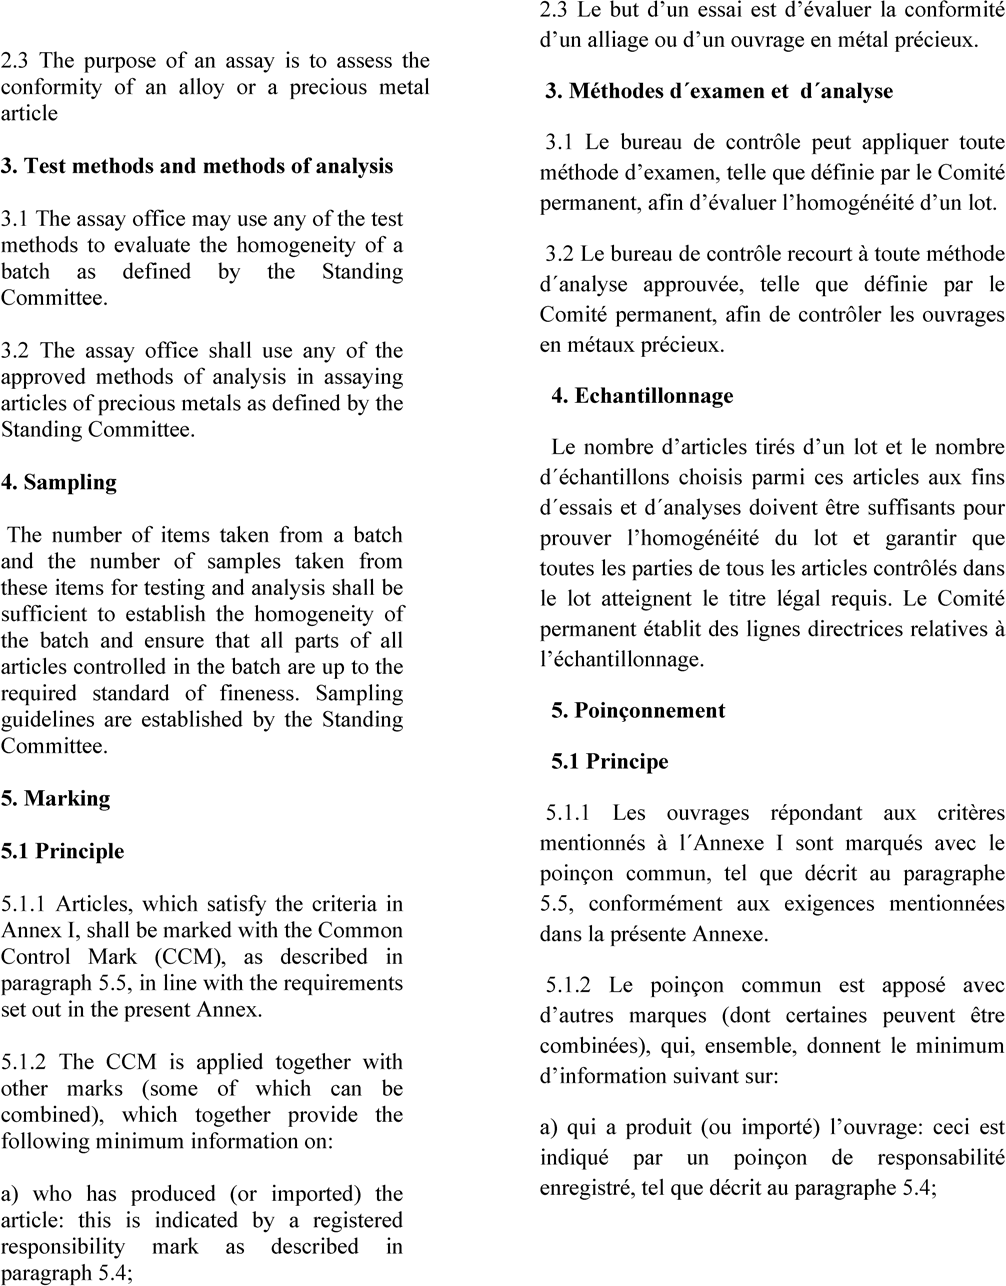 2.3 The purpose of an assay is to assess the
conformity of an alloy or a precious metal
article
3. Test methods and methods of analysis
3.1 The assay office may use any of the test
methods to evaluate the homogeneity of a
batch as defined by the Standing
Committee.
3.2 The assay office shall use any of the
approved methods of analysis in assaying
articles of precious metals as defined by the
Standing Committee.
4. Sampling
The number of items taken from a batch
and the number of samples taken from
these items for testing and analysis shall be
sufficient to establish the homogeneity of
the batch and ensure that all parts of all
articles controlled in the batch are up to the
required standard of fineness. Sampling
guidelines are established by the Standing
Committee.
5. Marking
5.1 Principle
5.1.1 Articles, which satisfy the criteria in
Annex I, shall be marked with the Common
Control Mark (CCM), as described in
paragraph 5.5, in line with the requirements
set out in the present Annex.
5.1.2 The CCM is applied together with
other marks (some of which can be
combined), which together provide the
following minimum information on:
a) who has produced (or imported) the
article: this is indicated by a registered
responsibility mark as described in
paragraph 5.4;
2.3 Le but d’un essai est d’évaluer la conformité
d’un alliage ou d’un ouvrage en métal précieux.
3. Méthodes d´examen et d´analyse
3.1 Le bureau de contrôle peut appliquer toute
méthode d’examen, telle que définie par le Comité
permanent, afin d’évaluer l’homogénéité d’un lot.
3.2 Le bureau de contrôle recourt à toute méthode
d´analyse approuvée, telle que définie par le
Comité permanent, afin de contrôler les ouvrages
en métaux précieux.
4. Echantillonnage
Le nombre d’articles tirés d’un lot et le nombre
d´échantillons choisis parmi ces articles aux fins
d´essais et d´analyses doivent être suffisants pour
prouver l’homogénéité du lot et garantir que
toutes les parties de tous les articles contrôlés dans
le lot atteignent le titre légal requis. Le Comité
permanent établit des lignes directrices relatives à
l’échantillonnage.
5. Poinçonnement
5.1 Principe
5.1.1 Les ouvrages répondant aux critères
mentionnés à l´Annexe I sont marqués avec le
poinçon commun, tel que décrit au paragraphe
5.5, conformément aux exigences mentionnées
dans la présente Annexe.
5.1.2 Le poinçon commun est apposé avec
d’autres marques (dont certaines peuvent être
combinées), qui, ensemble, donnent le minimum
d’information suivant sur:
a) qui a produit (ou importé) l’ouvrage: ceci est
indiqué par un poinçon de responsabilité
enregistré, tel que décrit au paragraphe 5.4;